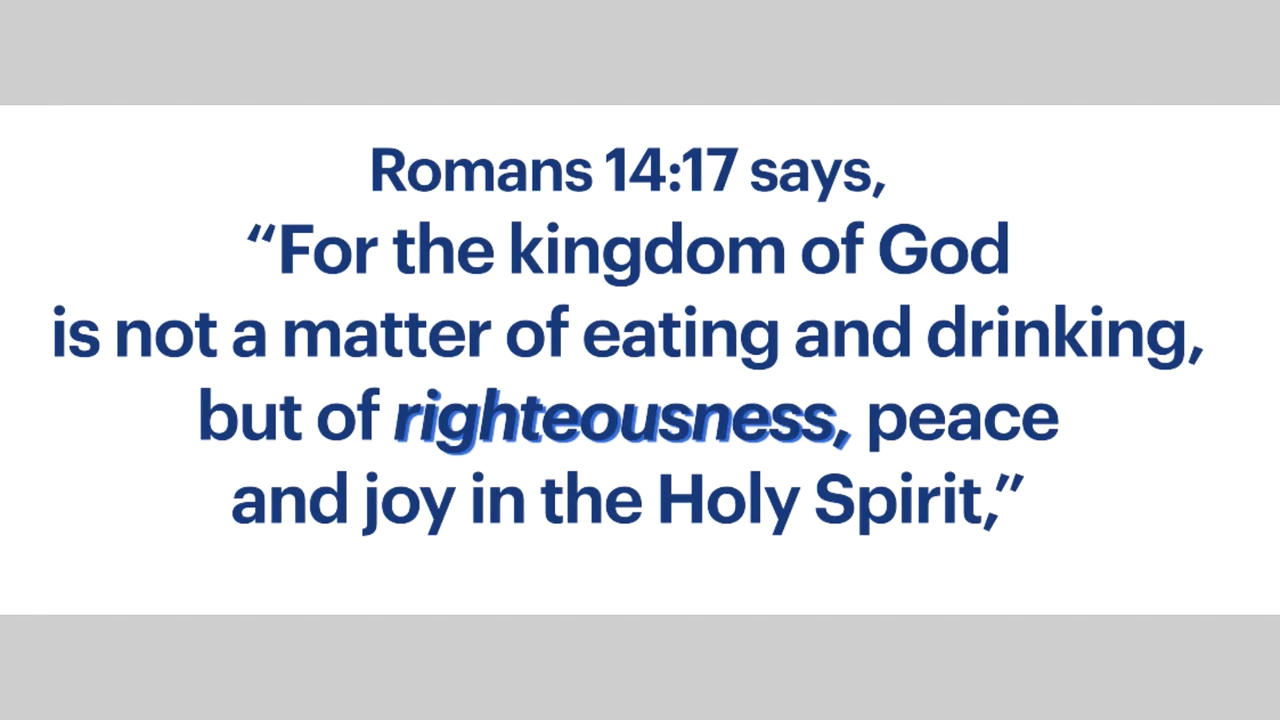 Romans 14:17 says,
“For the kingdom of God
is not a matter of eating and drinking,
but of righteousness, peace
and joy in the Holy Spirit,”